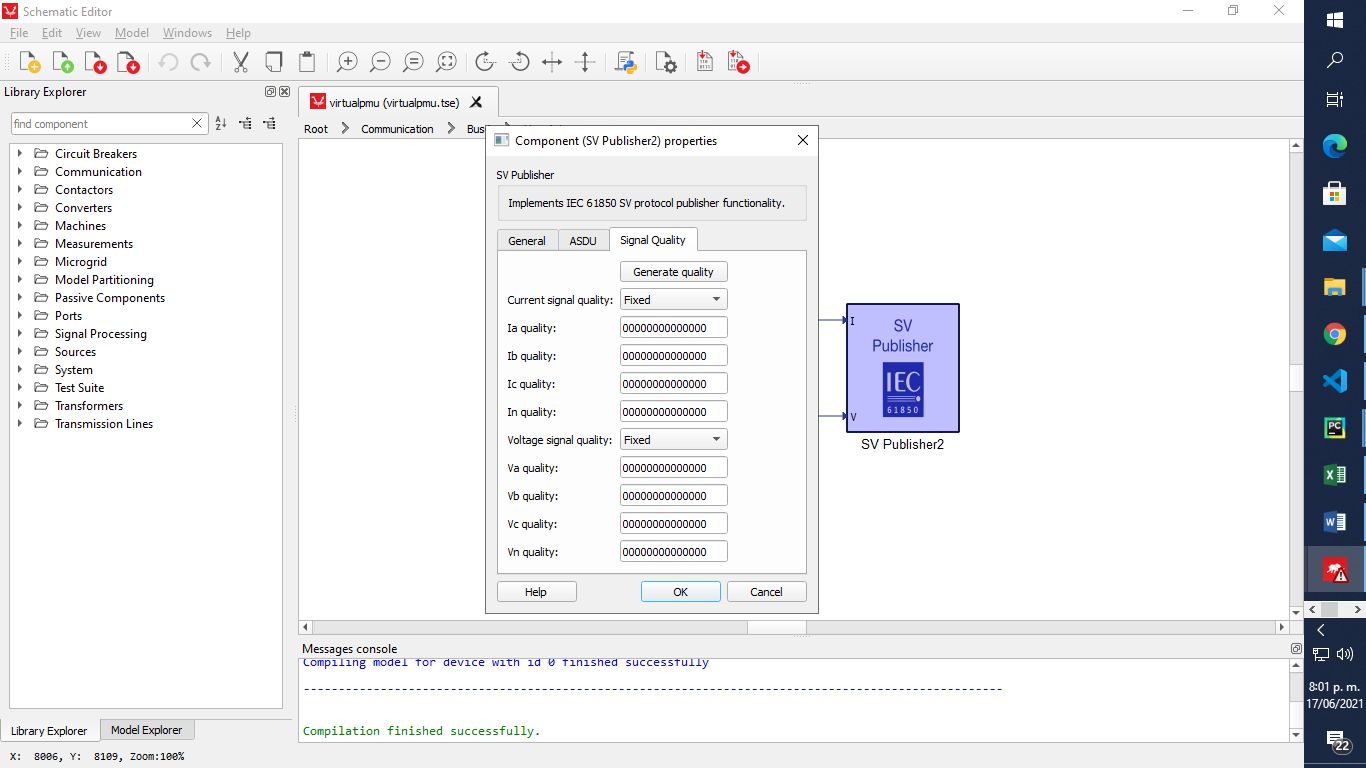 Schematic Editor
File Edit View Model Windows Help
Library Explorer
find component
Circuit Breakers
Communication
Contactors
Converters
Machines
Measurements
Microgrid
Model Partitioning
Passive Components
Ports
Signal Processing
Sources
System
Test Suite
Transformers
Transmission Lines
Library Explorer
Model Explorer
X: 8006, Y: 8109, Zoom:100%
virtualpmu (virtualpmu.tse)
Root Communication Bus
Component (SV Publisher2) properties
SV Publisher
Implements IEC 61850 SV protocol publisher functionality.
General ASDU Signal Quality
Generate quality
Current signal quality: Fixed
Ia quality: 00000000000000
Ib quality: 00000000000000
Ic quality: 00000000000000
In quality: 00000000000000
Voltage signal quality: Fixed
Va quality: 00000000000000
Vb quality: 00000000000000
Vc quality: 00000000000000
Vn quality: 00000000000000
Help OK Cancel
I
V
SV
Publisher
IEC
61850
SV Publisher2
Messages console
Compiling model for device with id 0 finished successfully
Compilation finished successfully.
8:01 p. m.
17/06/2021
22